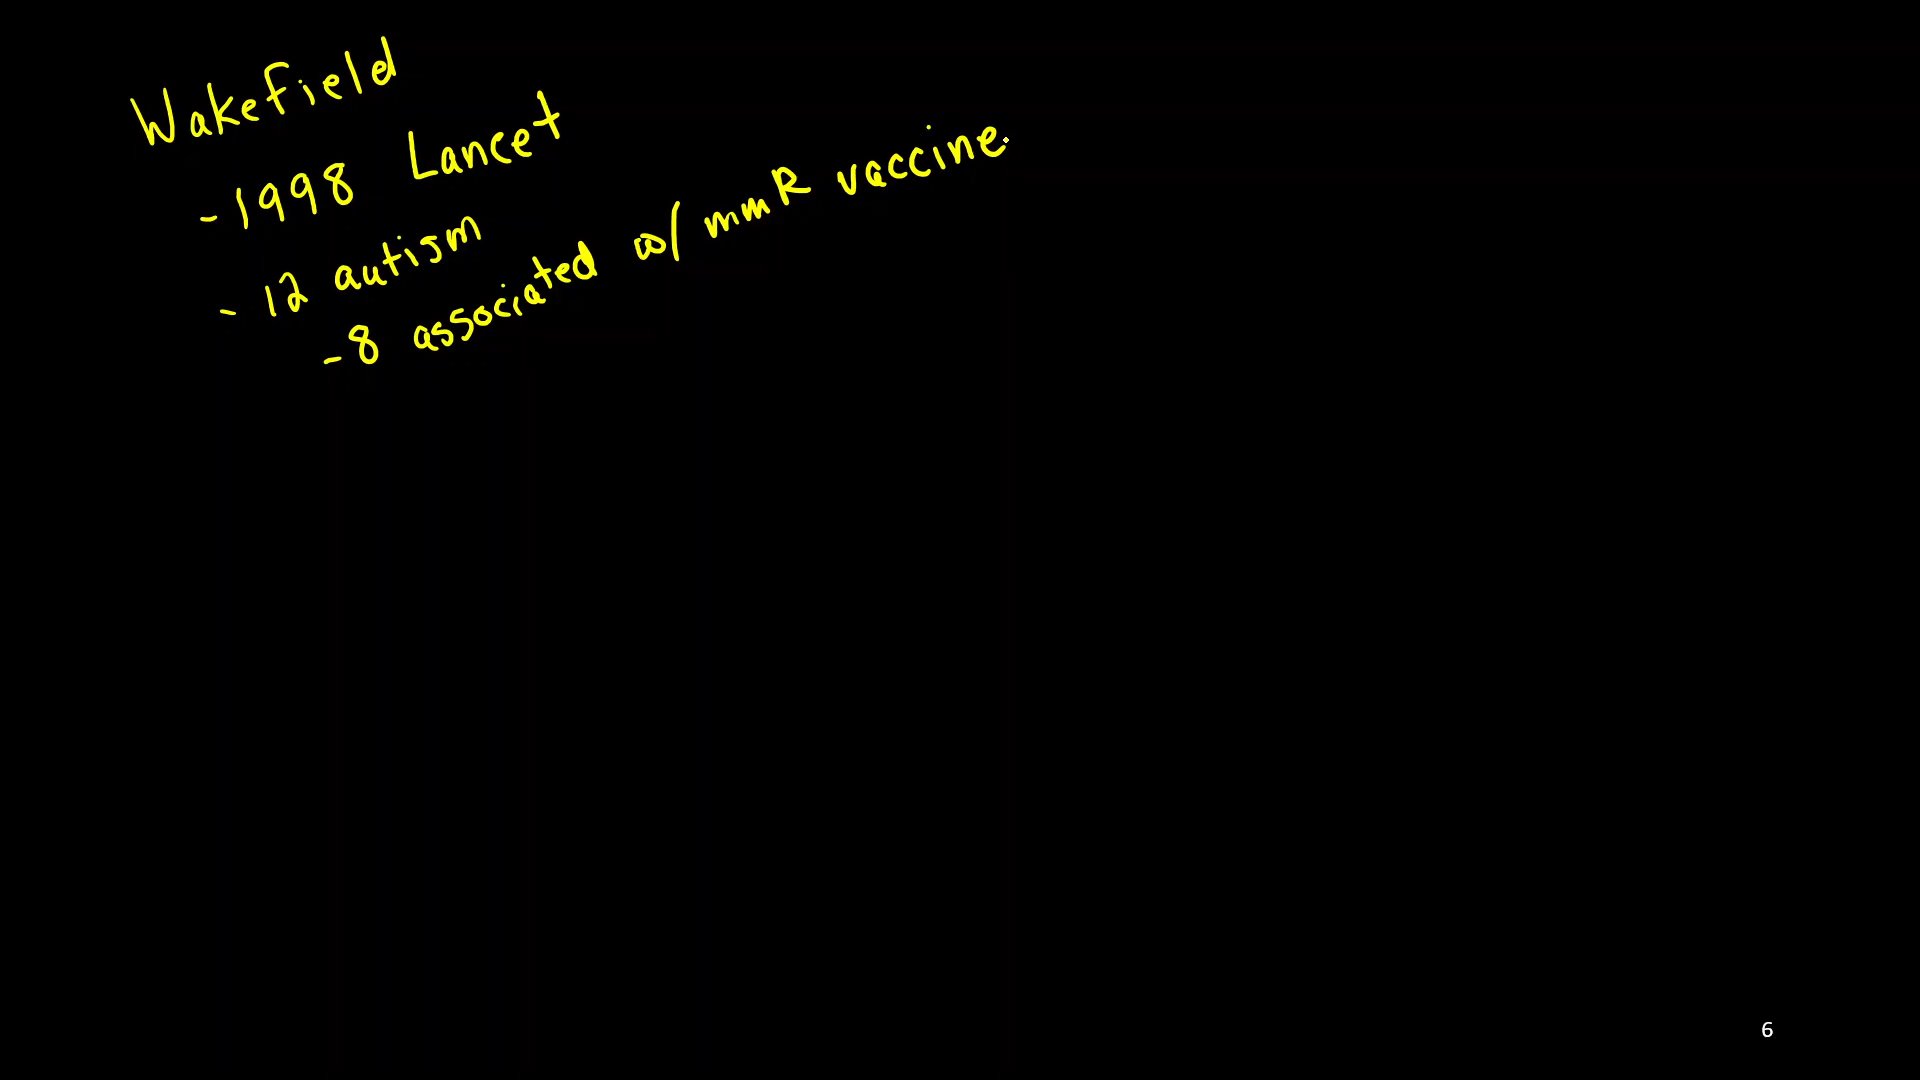 Wakefield
- 1998 Lancet
- 12 autism
- 8 associated w/ mmR vaccine.
6